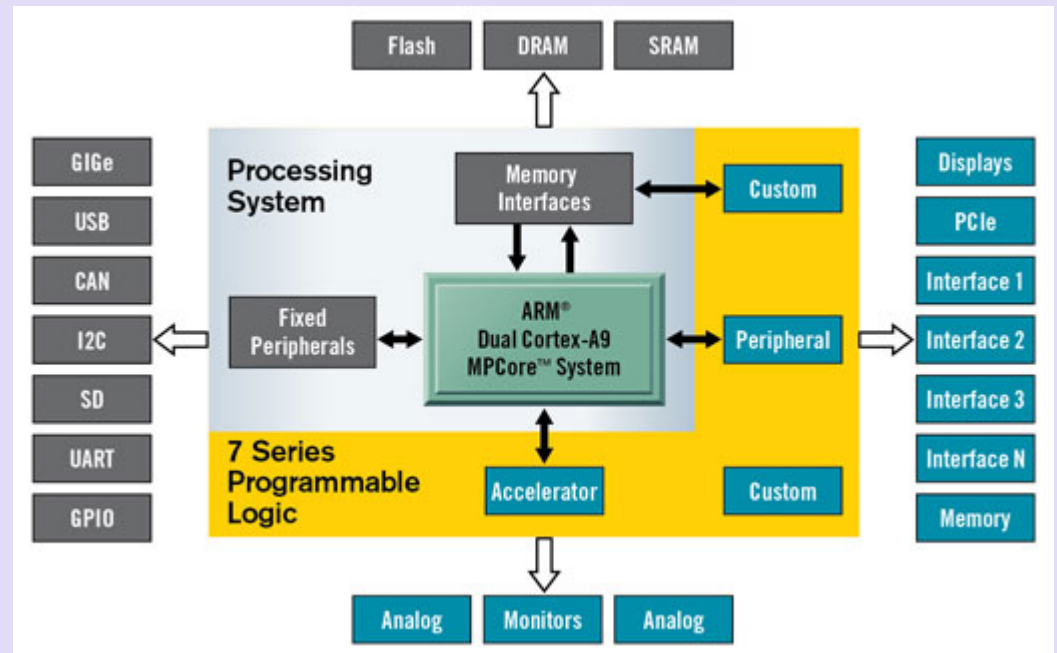 Flash
DRAM
SRAM
GIGe
USB
CAN
I2C
SD
UART
GPIO
Processing
System
Memory
Interfaces
Custom
Fixed
Peripherals
ARM®
Dual Cortex-A9
MPCore™ System
Peripheral
7 Series
Programmable
Logic
Accelerator
Custom
Displays
PCIe
Interface 1
Interface 2
Interface 3
Interface N
Memory
Analog
Monitors
Analog